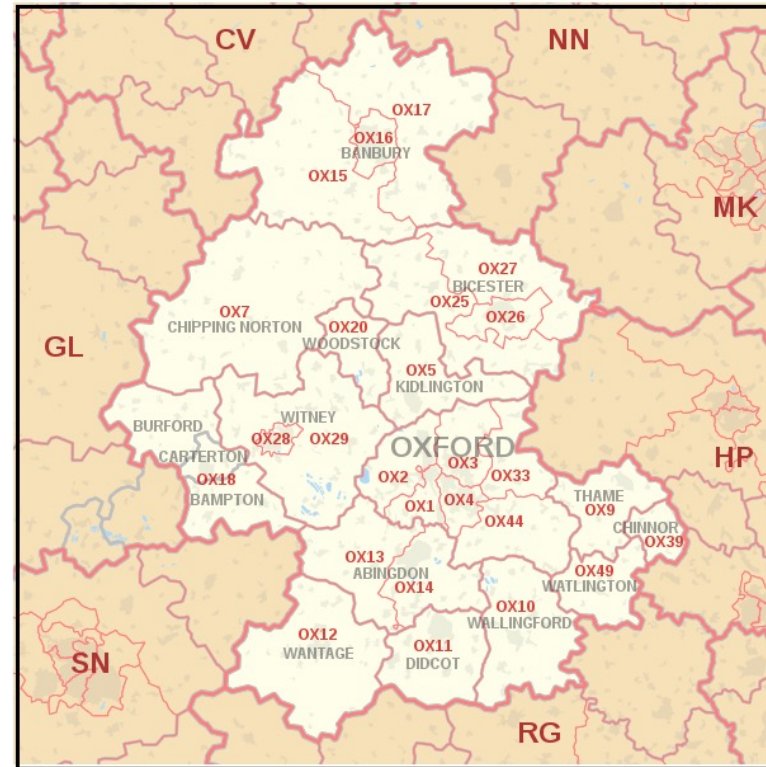 CV
NN
OX17
OX16
BANBURY
OX15
MK
OX27
BICESTER
OX25
OX26
OX7
CHIPPING NORTON
OX20
WOODSTOCK
GL
OX5
KIDLINGTON
BURFORD
WITNEY
OX28
OX29
CARTERTON
OX18
BAMPTON
OXFORD
OX2
OX3
OX33
OX1
OX4
OX44
HP
THAME
OX9
CHINNOR
OX39
OX13
ABINGDON
OX14
OX49
WATLINGTON
OX10
WALLINGFORD
OX12
WANTAGE
OX11
DIDCOT
SN
RG